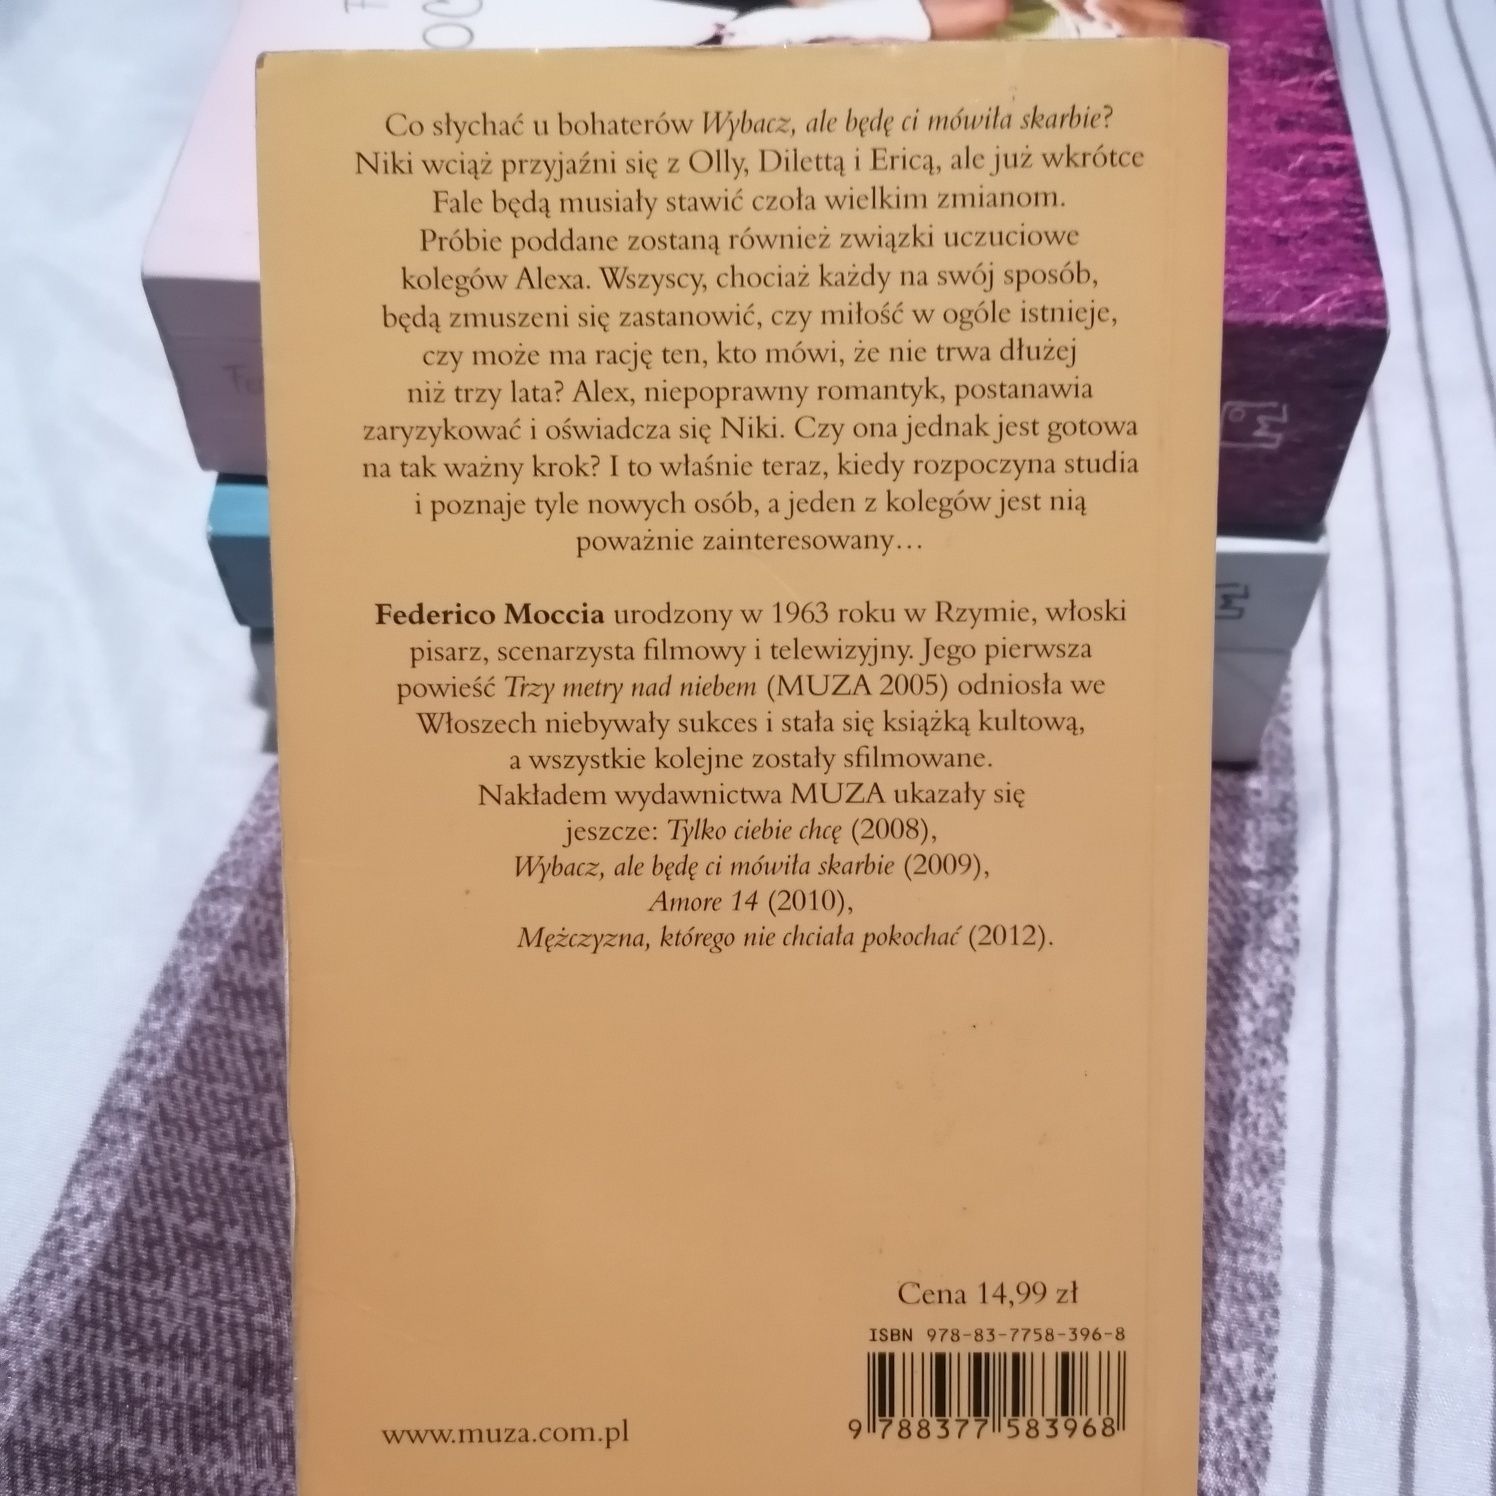 Co słychać u bohaterów Wybacz, ale będę ci mówiła skarbie?
Niki wciąż przyjaźni się z Olly, Dilettą i Ericą, ale już wkrótce
Fale będą musiały stawić czoła wielkim zmianom.
Próbie poddane zostaną również związki uczuciowe
kolegów Alexa. Wszyscy, chociaż każdy na swój sposób,
będą zmuszeni się zastanowić, czy miłość w ogóle istnieje,
czy może ma rację ten, kto mówi, że nie trwa dłużej
niż trzy lata? Alex, niepoprawny romantyk, postanawia
zaryzykować i oświadcza się Niki. Czy ona jednak jest gotowa
na tak ważny krok? I to właśnie teraz, kiedy rozpoczyna studia
i poznaje tyle nowych osób, a jeden z kolegów jest nią
poważnie zainteresowany...
Federico Moccia urodzony w 1963 roku w Rzymie, włoski
pisarz, scenarzysta filmowy i telewizyjny. Jego pierwsza
powieść Trzy metry nad niebem (MUZA 2005) odniosła we
Włoszech niebywały sukces i stała się książką kultową,
a wszystkie kolejne zostały sfilmowane.
Nakładem wydawnictwa MUZA ukazały się
jeszcze: Tylko ciebie chcę (2008),
Wybacz, ale będę ci mówiła skarbie (2009),
Amore 14 (2010),
Mężczyzna, którego nie chciała pokochać (2012).
Cena 14,99 zł
ISBN 978-83-7758-396-8
9 788377 583968
www.muza.com.pl